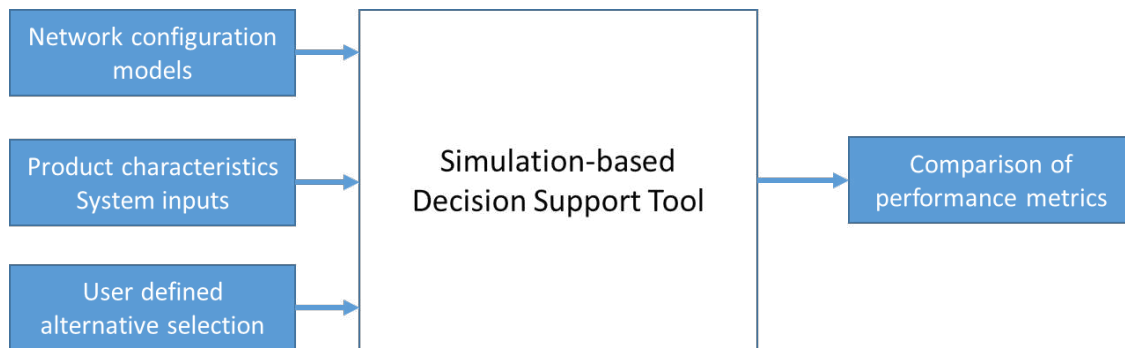 Network configuration
models
Product characteristics
System inputs
User defined
alternative selection
Simulation-based
Decision Support Tool
Comparison of
performance metrics